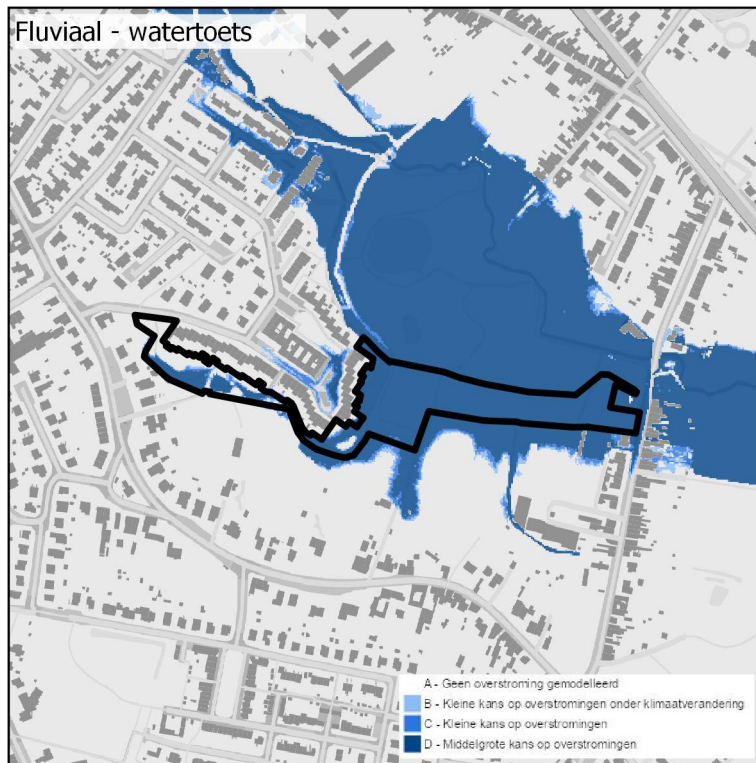 Fluviaal - watertoets
A - Geen overstroming gemodelleerd
B - Kleine kans op overstromingen onder klimaatverandering
C - Kleine kans op overstromingen
D - Middelgrote kans op overstromingen